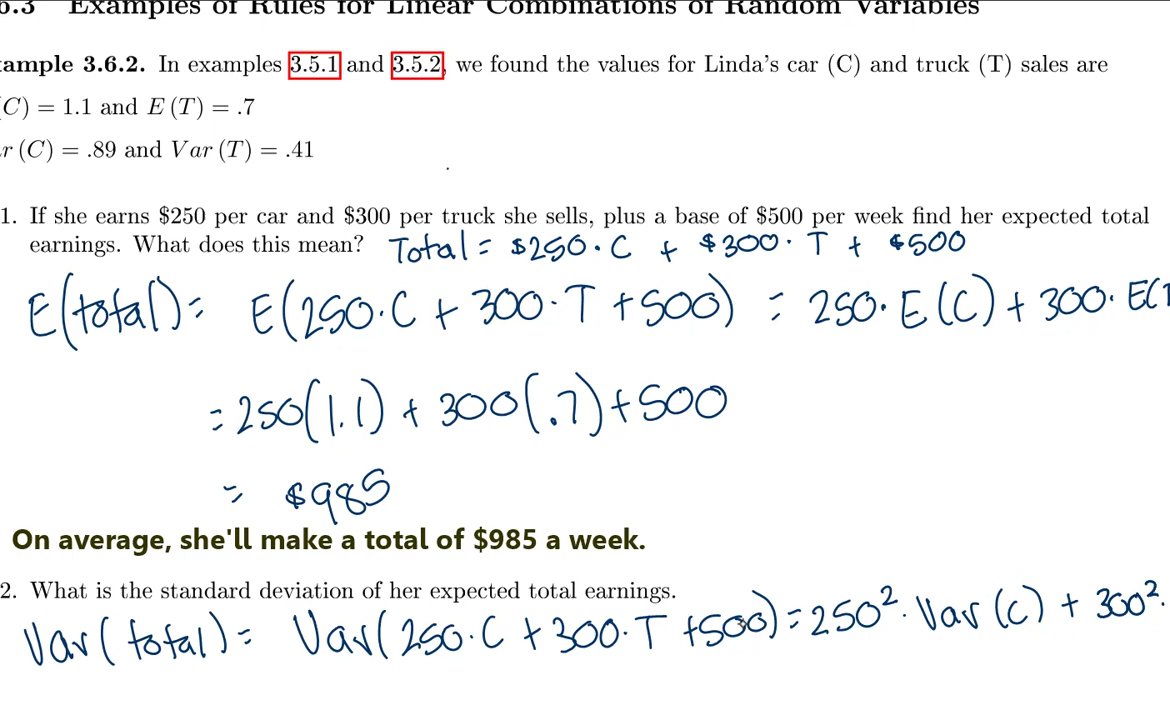 6.3 Examples of Rules for Linear Combinations of Random Variables
ample 3.6.2. In examples 3.5.1 and 3.5.2, we found the values for Linda's car (C) and truck (T) sales are
(C) = 1.1 and E (T) = .7
r (C) = .89 and Var (T) = .41
1. If she earns $250 per car and $300 per truck she sells, plus a base of $500 per week find her expected total
earnings. What does this mean? Total = $250·C + $300·T + $500
E(total) = E(250·C + 300·T + 500) = 250·E(C) + 300·E(T
= 250(1.1) + 300(.7) + 500
= $985
On average, she'll make a total of $985 a week.
2. What is the standard deviation of her expected total earnings.
Var(total) = Var(250·C + 300·T + 500) = 250²·Var(C) + 300²·